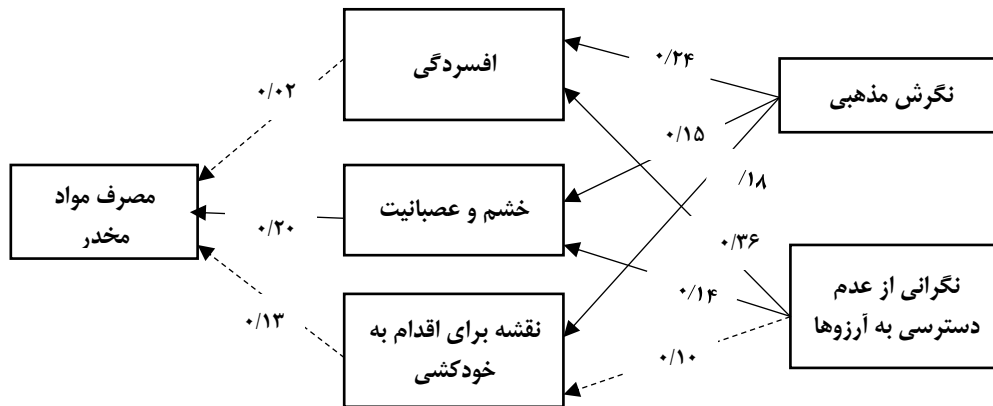 افسردگی
۰/۲۴
نگرش مذهبی
۰/۰۲
۰/۱۵
مصرف مواد
مخدر
خشم و عصبانیت
/۱۸
۰/۲۰
۰/۳۶
نگرانی از عدم
دسترسی به آرزوها
۰/۱۴
۰/۱۳
نقشه برای اقدام به
خودکشی
۰/۱۰